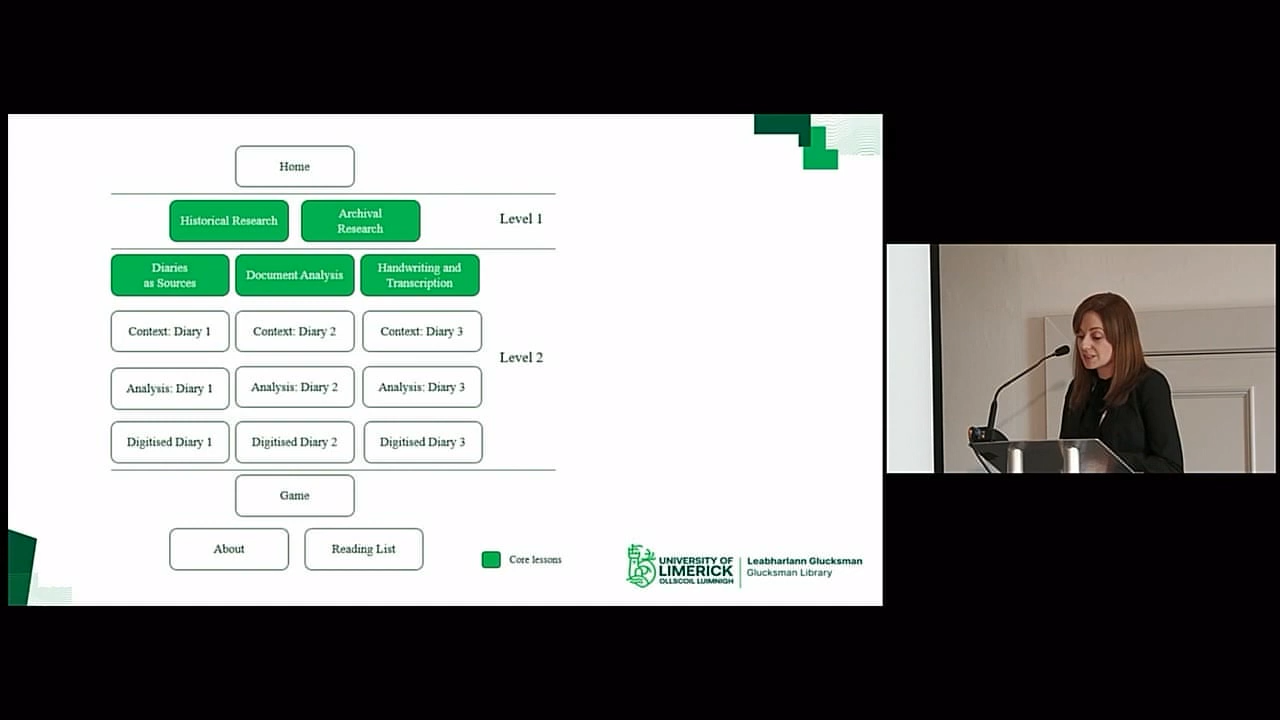 Home
Historical Research
Archival
Research
Level 1
Diaries
as Sources
Document Analysis
Handwriting and
Transcription
Context: Diary 1
Context: Diary 2
Context: Diary 3
Level 2
Analysis: Diary 1
Analysis: Diary 2
Analysis: Diary 3
Digitised Diary 1
Digitised Diary 2
Digitised Diary 3
Game
About
Reading List
Core lessons
UNIVERSITY OF
LIMERICK
OLLSCOIL LUIMNIGH
Leabharlann Glucksman
Glucksman Library